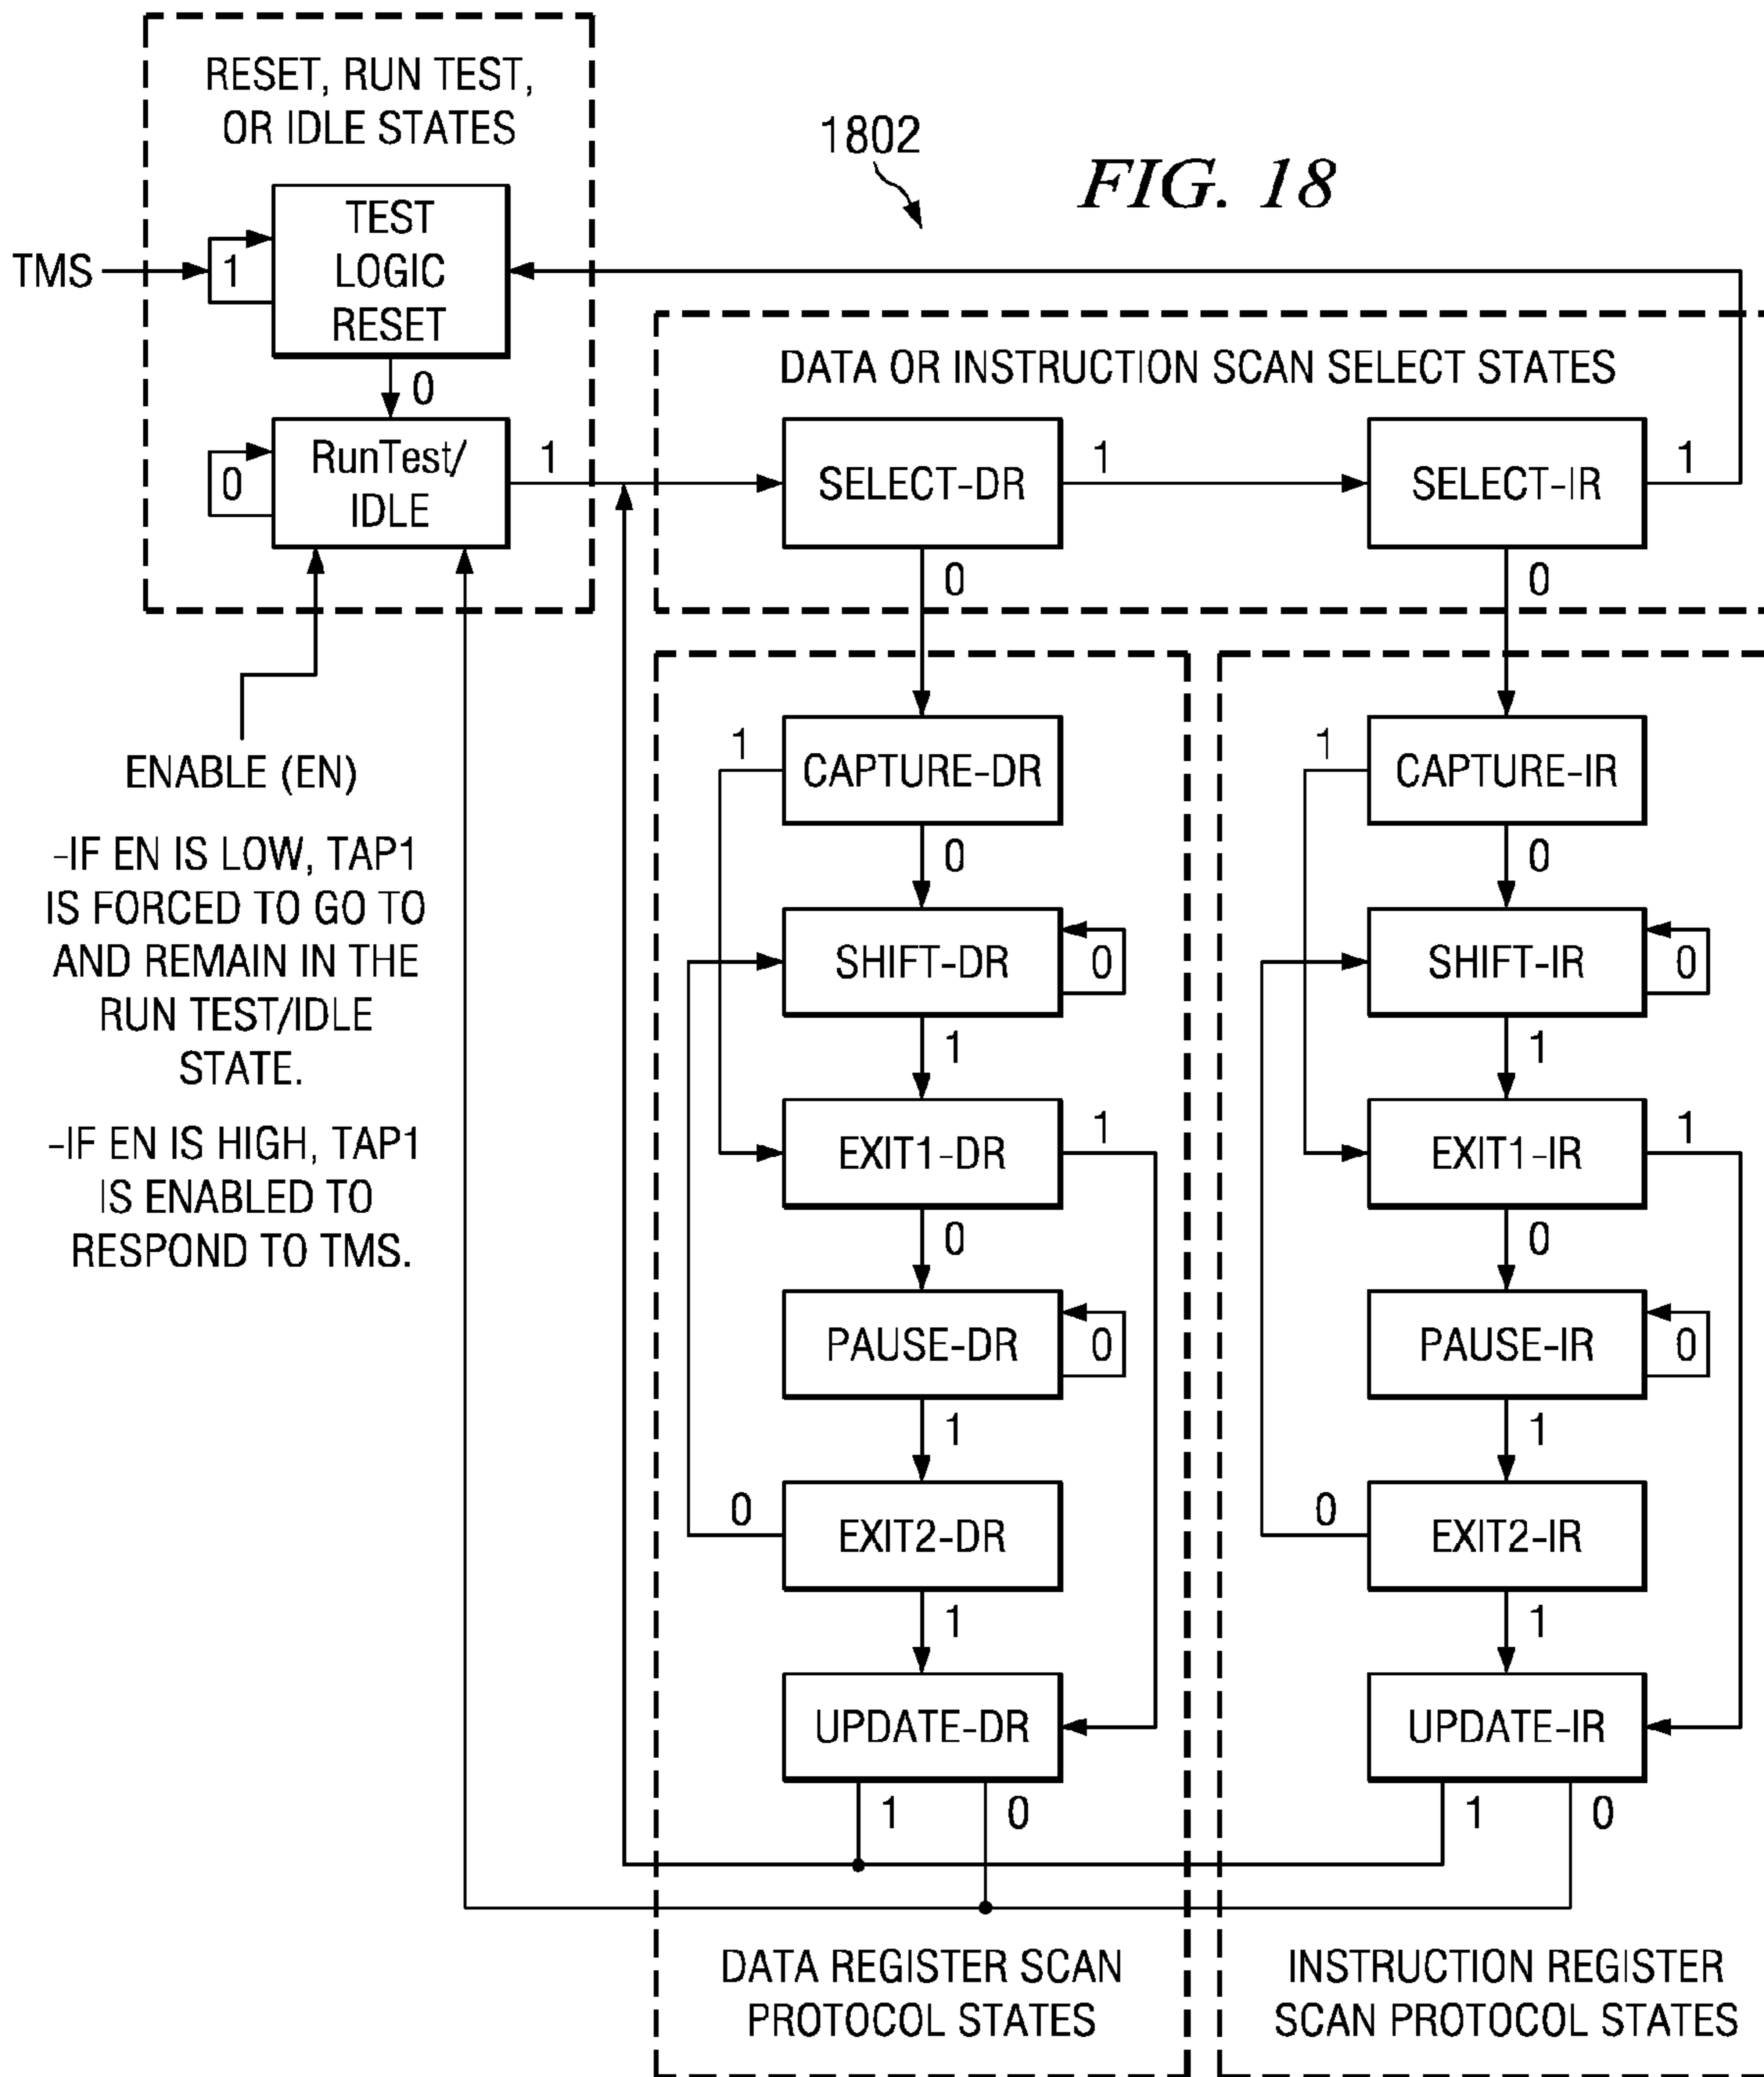 RESET, RUN TEST,
OR IDLE STATES
1802
FIG. 18
TEST
LOGIC
RESET
TMS
1
0
DATA OR INSTRUCTION SCAN SELECT STATES
RunTest/
IDLE
0
1
SELECT-DR
1
SELECT-IR
1
0
0
ENABLE (EN)
-IF EN IS LOW, TAP1
IS FORCED TO GO TO
AND REMAIN IN THE
RUN TEST/IDLE
STATE.
-IF EN IS HIGH, TAP1
IS ENABLED TO
RESPOND TO TMS.
1
CAPTURE-DR
0
SHIFT-DR
0
1
EXIT1-DR
1
0
PAUSE-DR
0
1
0
EXIT2-DR
1
UPDATE-DR
1
0
DATA REGISTER SCAN
PROTOCOL STATES
1
CAPTURE-IR
0
SHIFT-IR
0
1
EXIT1-IR
1
0
PAUSE-IR
0
1
0
EXIT2-IR
1
UPDATE-IR
1
0
INSTRUCTION REGISTER
SCAN PROTOCOL STATES